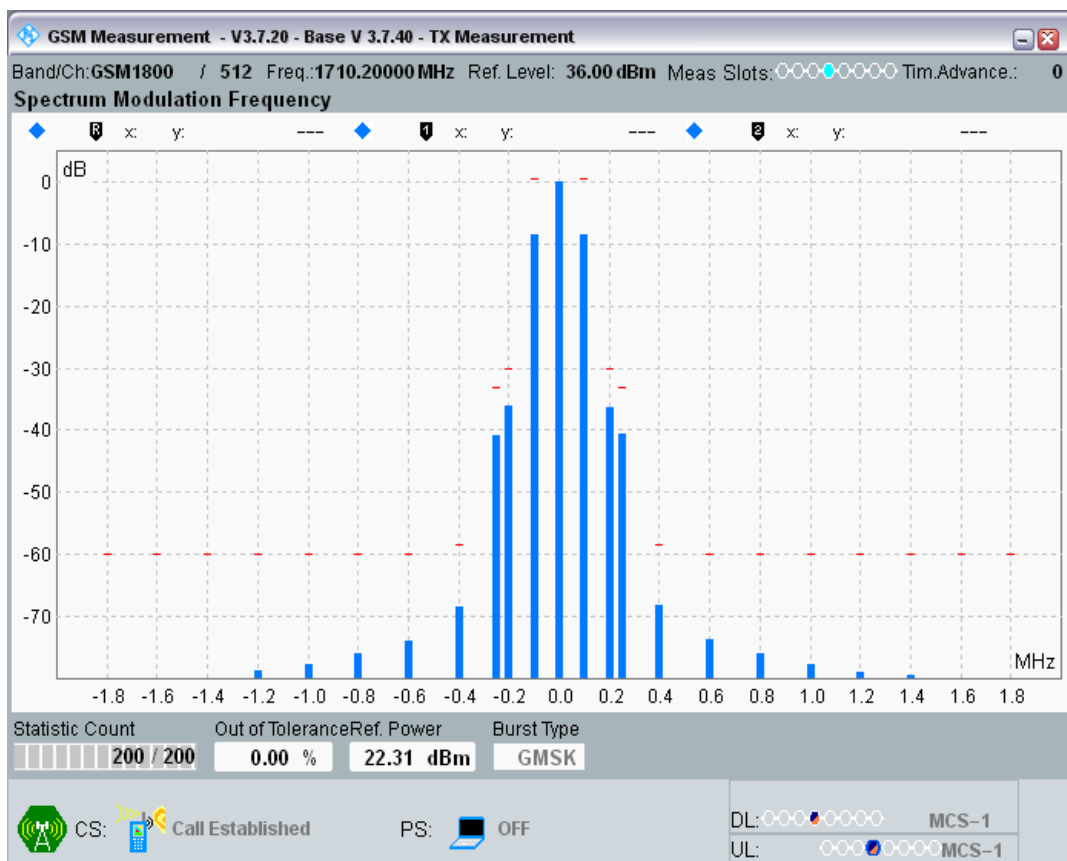 GSM Measurement - V3.7.20 - Base V 3.7.40 - TX Measurement
Band/Ch:GSM1800 / 512 Freq.:1710.20000 MHz Ref. Level: 36.00 dBm Meas Slots: Tim.Advance.: 0
Spectrum Modulation Frequency
R x: y: --- 1 x: y: --- 2 x: y: ---
dB
0
-10
-20
-30
-40
-50
-60
-70
MHz
-1.8 -1.6 -1.4 -1.2 -1.0 -0.8 -0.6 -0.4 -0.2 0.0 0.2 0.4 0.6 0.8 1.0 1.2 1.4 1.6 1.8
Statistic Count Out of Tolerance Ref. Power Burst Type
200 / 200 0.00 % 22.31 dBm GMSK
CS: Call Established PS: OFF
DL: MCS-1
UL: MCS-1